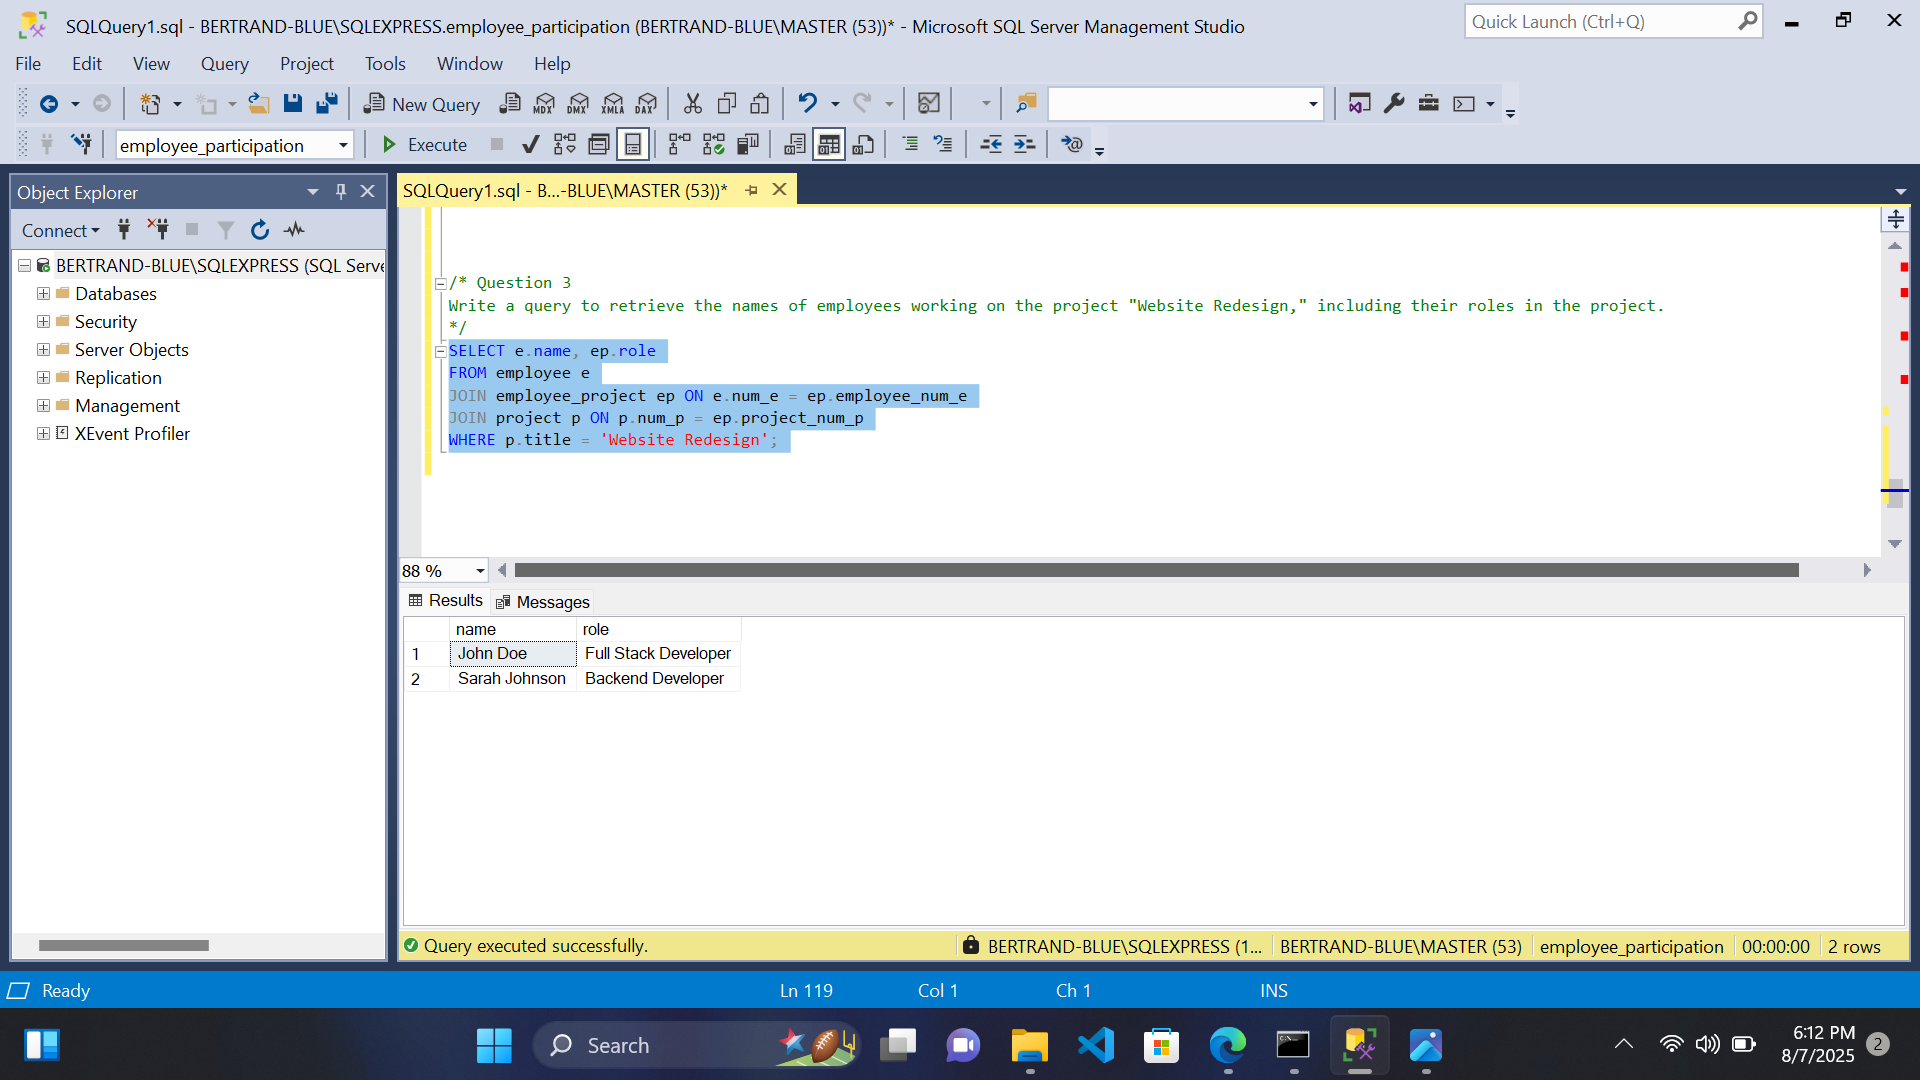 SQLQuery1.sql - BERTRAND-BLUE\SQLEXPRESS.employee_participation (BERTRAND-BLUE\MASTER (53))* - Microsoft SQL Server Management Studio
Quick Launch (Ctrl+Q)
File Edit View Query Project Tools Window Help
New Query MDX DMX XMLA DAX
employee_participation Execute
Object Explorer
SQLQuery1.sql - B...-BLUE\MASTER (53))*
Connect
BERTRAND-BLUE\SQLEXPRESS (SQL Serve
Databases
Security
Server Objects
Replication
Management
XEvent Profiler
/* Question 3
Write a query to retrieve the names of employees working on the project "Website Redesign," including their roles in the project.
*/
SELECT e.name, ep.role
FROM employee e
JOIN employee_project ep ON e.num_e = ep.employee_num_e
JOIN project p ON p.num_p = ep.project_num_p
WHERE p.title = 'Website Redesign';
88 %
Results Messages
name role
1 John Doe Full Stack Developer
2 Sarah Johnson Backend Developer
Query executed successfully. BERTRAND-BLUE\SQLEXPRESS (1... BERTRAND-BLUE\MASTER (53) employee_participation 00:00:00 2 rows
Ready Ln 119 Col 1 Ch 1 INS
Search
6:12 PM
8/7/2025
2